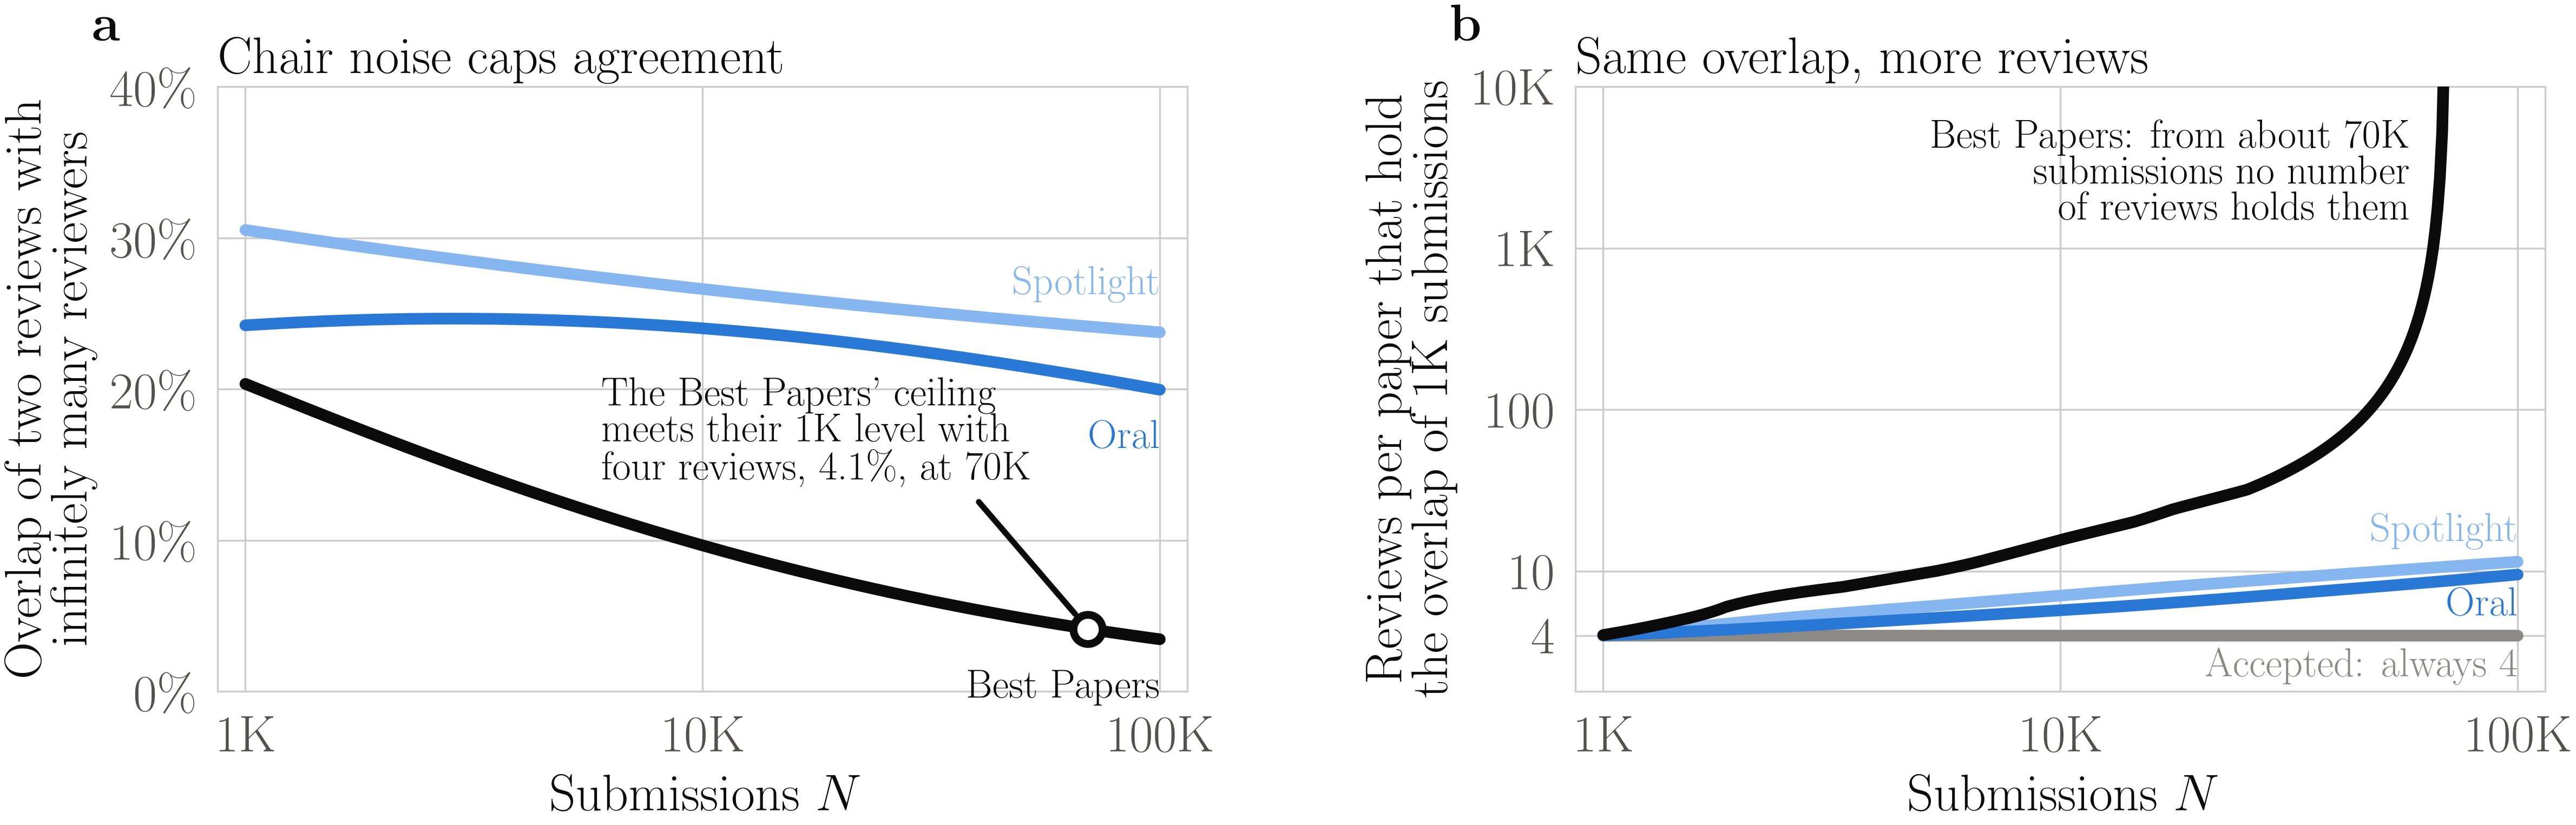 a
Chair noise caps agreement
Overlap of two reviews with
infinitely many reviewers
40%
30%
20%
10%
0%
Spotlight
Oral
The Best Papers' ceiling
meets their 1K level with
four reviews, 4.1%, at 70K
Best Papers
1K
10K
100K
Submissions N
b
Same overlap, more reviews
Reviews per paper that hold
the overlap of 1K submissions
10K
1K
100
10
4
Best Papers: from about 70K
submissions no number
of reviews holds them
Spotlight
Oral
Accepted: always 4
1K
10K
100K
Submissions N